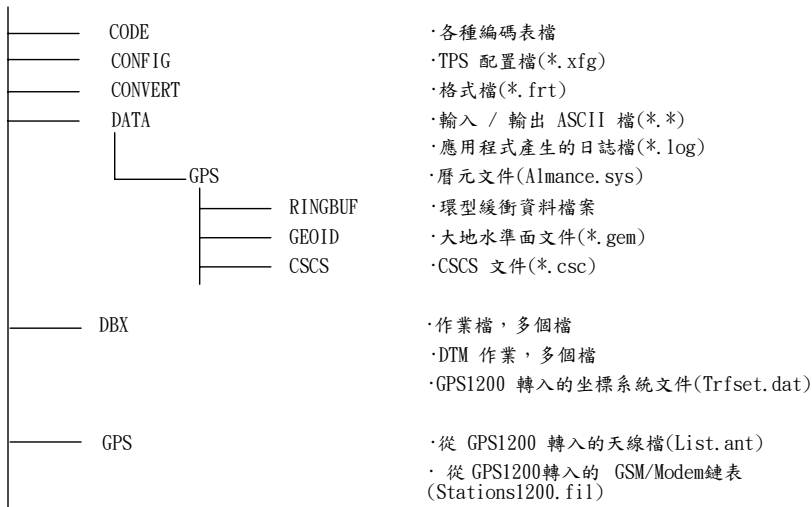 CODE ·各種編碼表檔
CONFIG ·TPS 配置檔(*.xfg)
CONVERT ·格式檔(*.frt)
DATA ·輸入 / 輸出 ASCII 檔(*.*)
·應用程式產生的日誌檔(*.log)
GPS ·曆元文件(Almance.sys)
RINGBUF ·環型緩衝資料檔案
GEOID ·大地水準面文件(*.gem)
CSCS ·CSCS 文件(*.csc)
DBX ·作業檔，多個檔
·DTM 作業，多個檔
·GPS1200 轉入的坐標系統文件(Trfset.dat)
GPS ·從 GPS1200 轉入的天線檔(List.ant)
· 從 GPS1200轉入的 GSM/Modem鏈表
(Stations1200.fil)